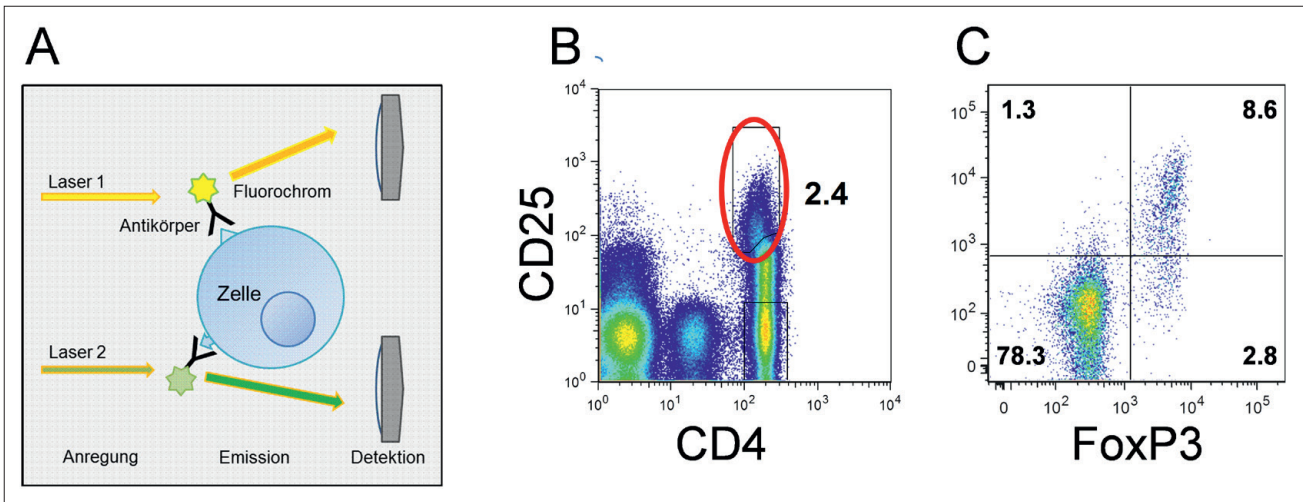 A
Laser 1
Fluorochrom
Antikörper
Zelle
Laser 2
Anregung
Emission
Detektion
B
CD25
10⁴
10³
10²
10¹
10⁰
2.4
10⁰ 10¹ 10² 10³ 10⁴
CD4
C
10⁵
10⁴
10³
10²
0
1.3
8.6
78.3
2.8
0 10² 10³ 10⁴ 10⁵
FoxP3